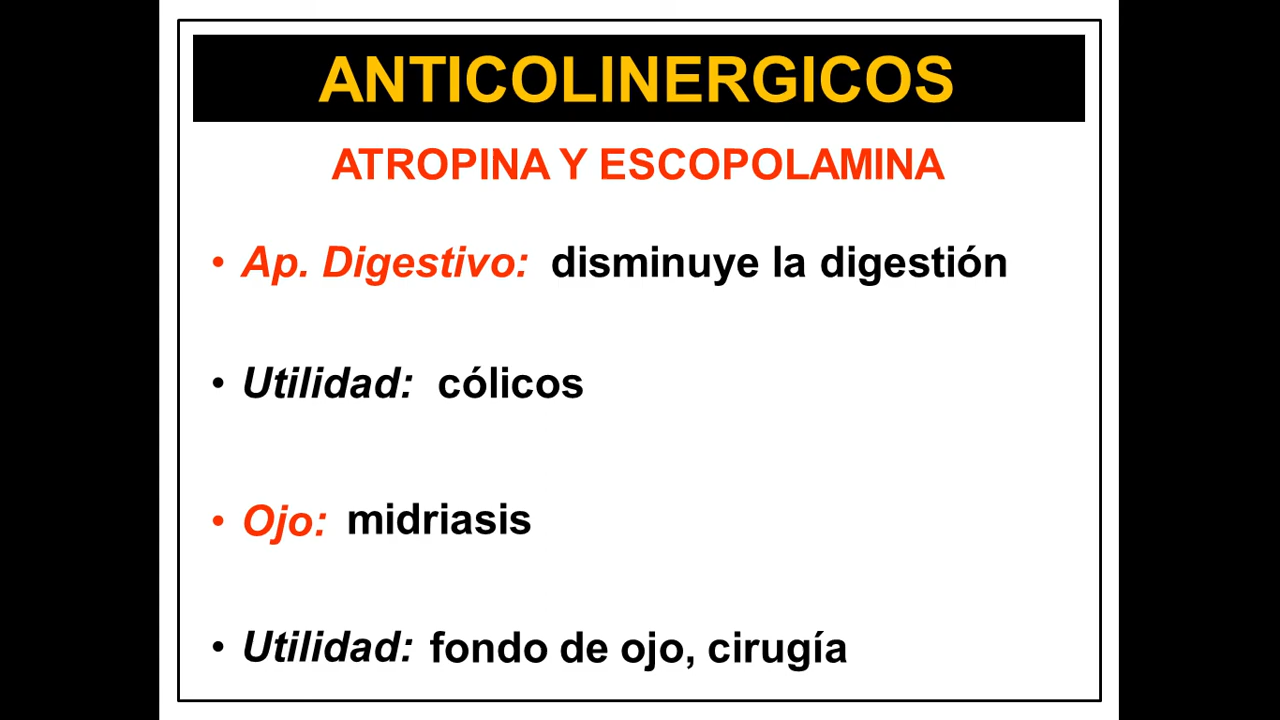 ANTICOLINERGICOS
ATROPINA Y ESCOPOLAMINA
• Ap. Digestivo: disminuye la digestión
• Utilidad: cólicos
• Ojo: midriasis
• Utilidad: fondo de ojo, cirugía